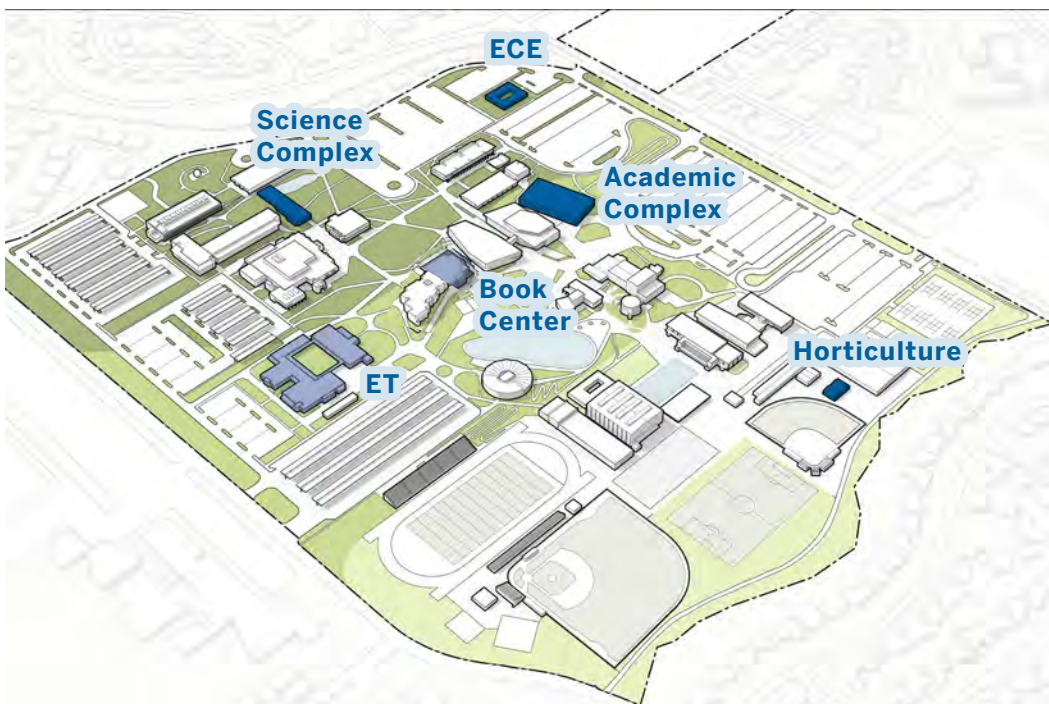 ECE
Science
Complex
Academic
Complex
Book
Center
Horticulture
ET